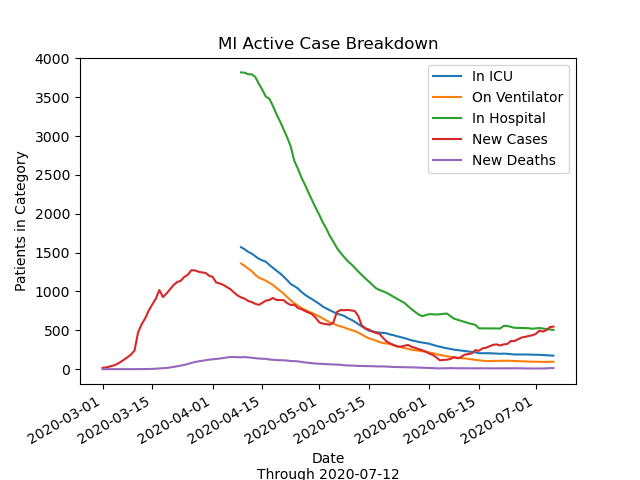 MI Active Case Breakdown
4000
3500
3000
2500
2000
1500
1000
500
0
Patients in Category
In ICU
On Ventilator
In Hospital
New Cases
New Deaths
2020-03-01
2020-03-15
2020-04-01
2020-04-15
2020-05-01
2020-05-15
2020-06-01
2020-06-15
2020-07-01
Date
Through 2020-07-12